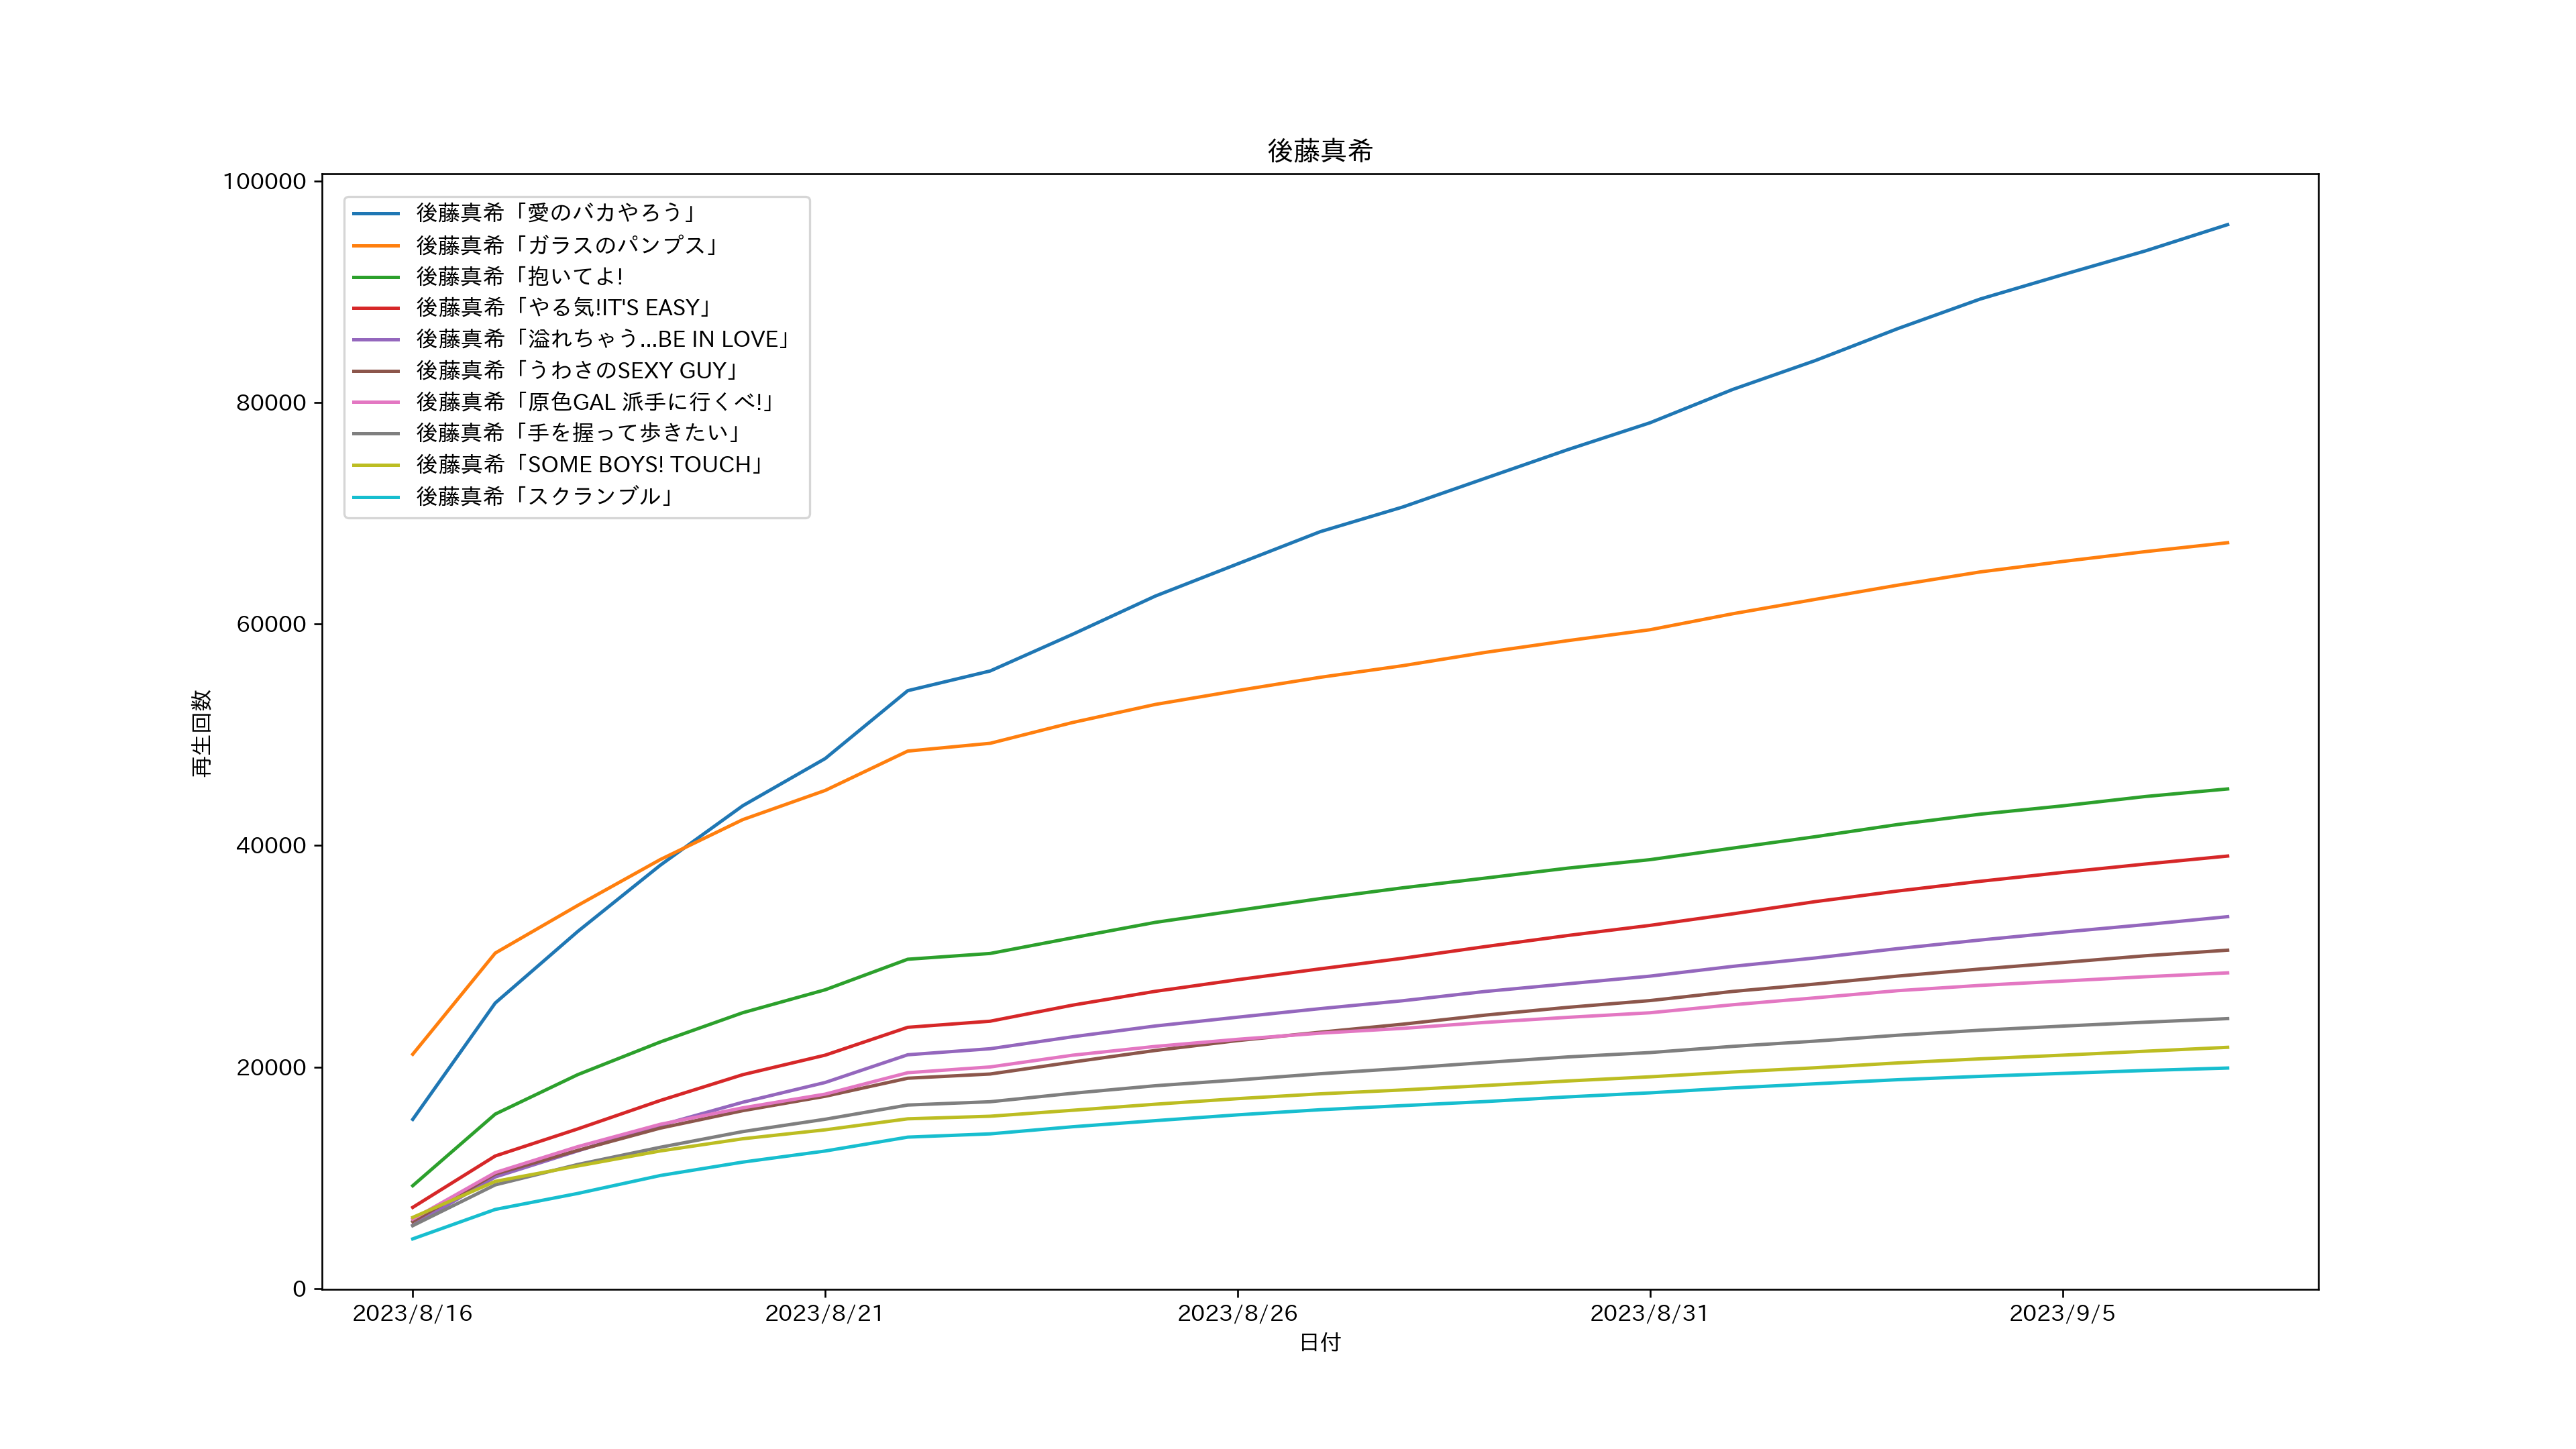 後藤真希
100000
80000
60000
40000
20000
0
再生回数
後藤真希「愛のバカやろう」
後藤真希「ガラスのパンプス」
後藤真希「抱いてよ!
後藤真希「やる気!IT'S EASY」
後藤真希「溢れちゃう...BE IN LOVE」
後藤真希「うわさのSEXY GUY」
後藤真希「原色GAL 派手に行くべ!」
後藤真希「手を握って歩きたい」
後藤真希「SOME BOYS! TOUCH」
後藤真希「スクランブル」
2023/8/16 2023/8/21 2023/8/26 2023/8/31 2023/9/5
日付